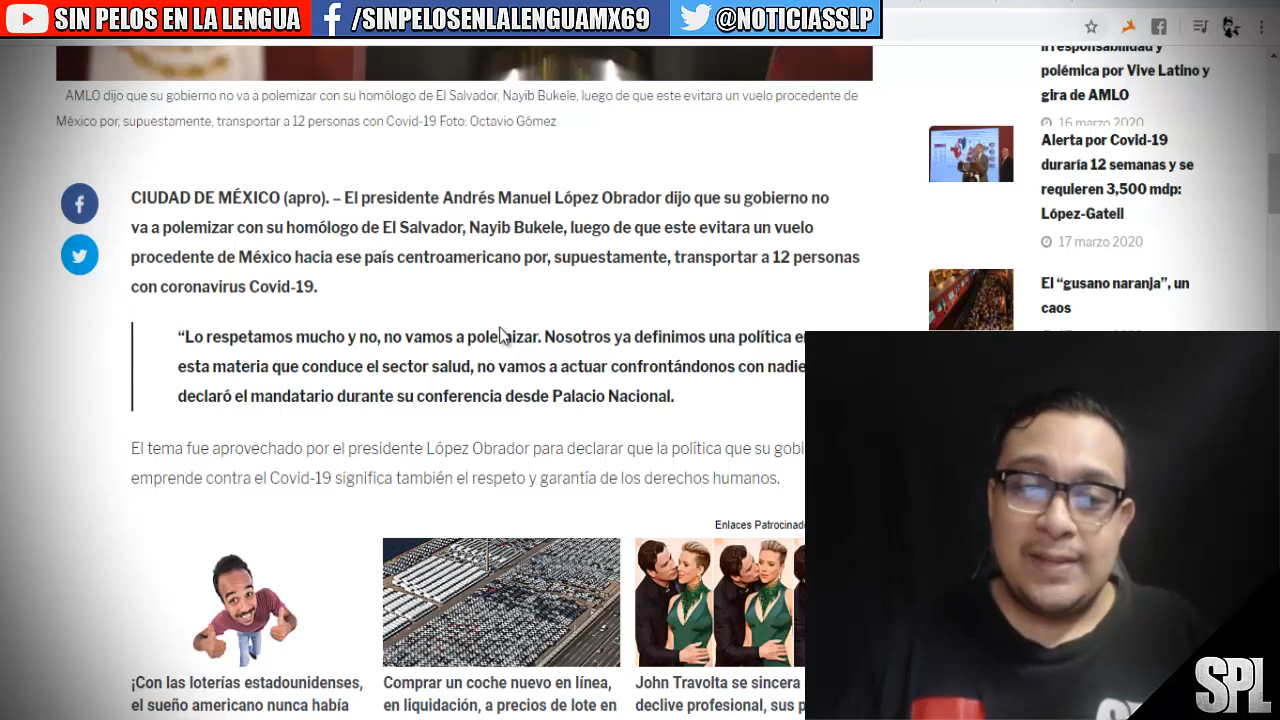 SIN PELOS EN LA LENGUA
/SINPELOSENLALENGUAMX69
@NOTICIASSLP
AMLO dijo que su gobierno no va a polemizar con su homólogo de El Salvador, Nayib Bukele, luego de que este evitara un vuelo procedente de
México por, supuestamente, transportar a 12 personas con Covid-19 Foto: Octavio Gómez
CIUDAD DE MÉXICO (apro). – El presidente Andrés Manuel López Obrador dijo que su gobierno no
va a polemizar con su homólogo de El Salvador, Nayib Bukele, luego de que este evitara un vuelo
procedente de México hacia ese país centroamericano por, supuestamente, transportar a 12 personas
con coronavirus Covid-19.
“Lo respetamos mucho y no, no vamos a polemizar. Nosotros ya definimos una política en
esta materia que conduce el sector salud, no vamos a actuar confrontándonos con nadie
declaró el mandatario durante su conferencia desde Palacio Nacional.
El tema fue aprovechado por el presidente López Obrador para declarar que la política que su gobi
emprende contra el Covid-19 significa también el respeto y garantía de los derechos humanos.
Enlaces Patrocinado
¡Con las loterías estadounidenses,
el sueño americano nunca había
Comprar un coche nuevo en línea,
en liquidación, a precios de lote en
John Travolta se sincera
declive profesional, sus p
irresponsabilidad y
polémica por Vive Latino y
gira de AMLO
16 marzo 2020
Alerta por Covid-19
duraría 12 semanas y se
requieren 3,500 mdp:
López-Gatell
17 marzo 2020
El “gusano naranja”, un
caos
SPL